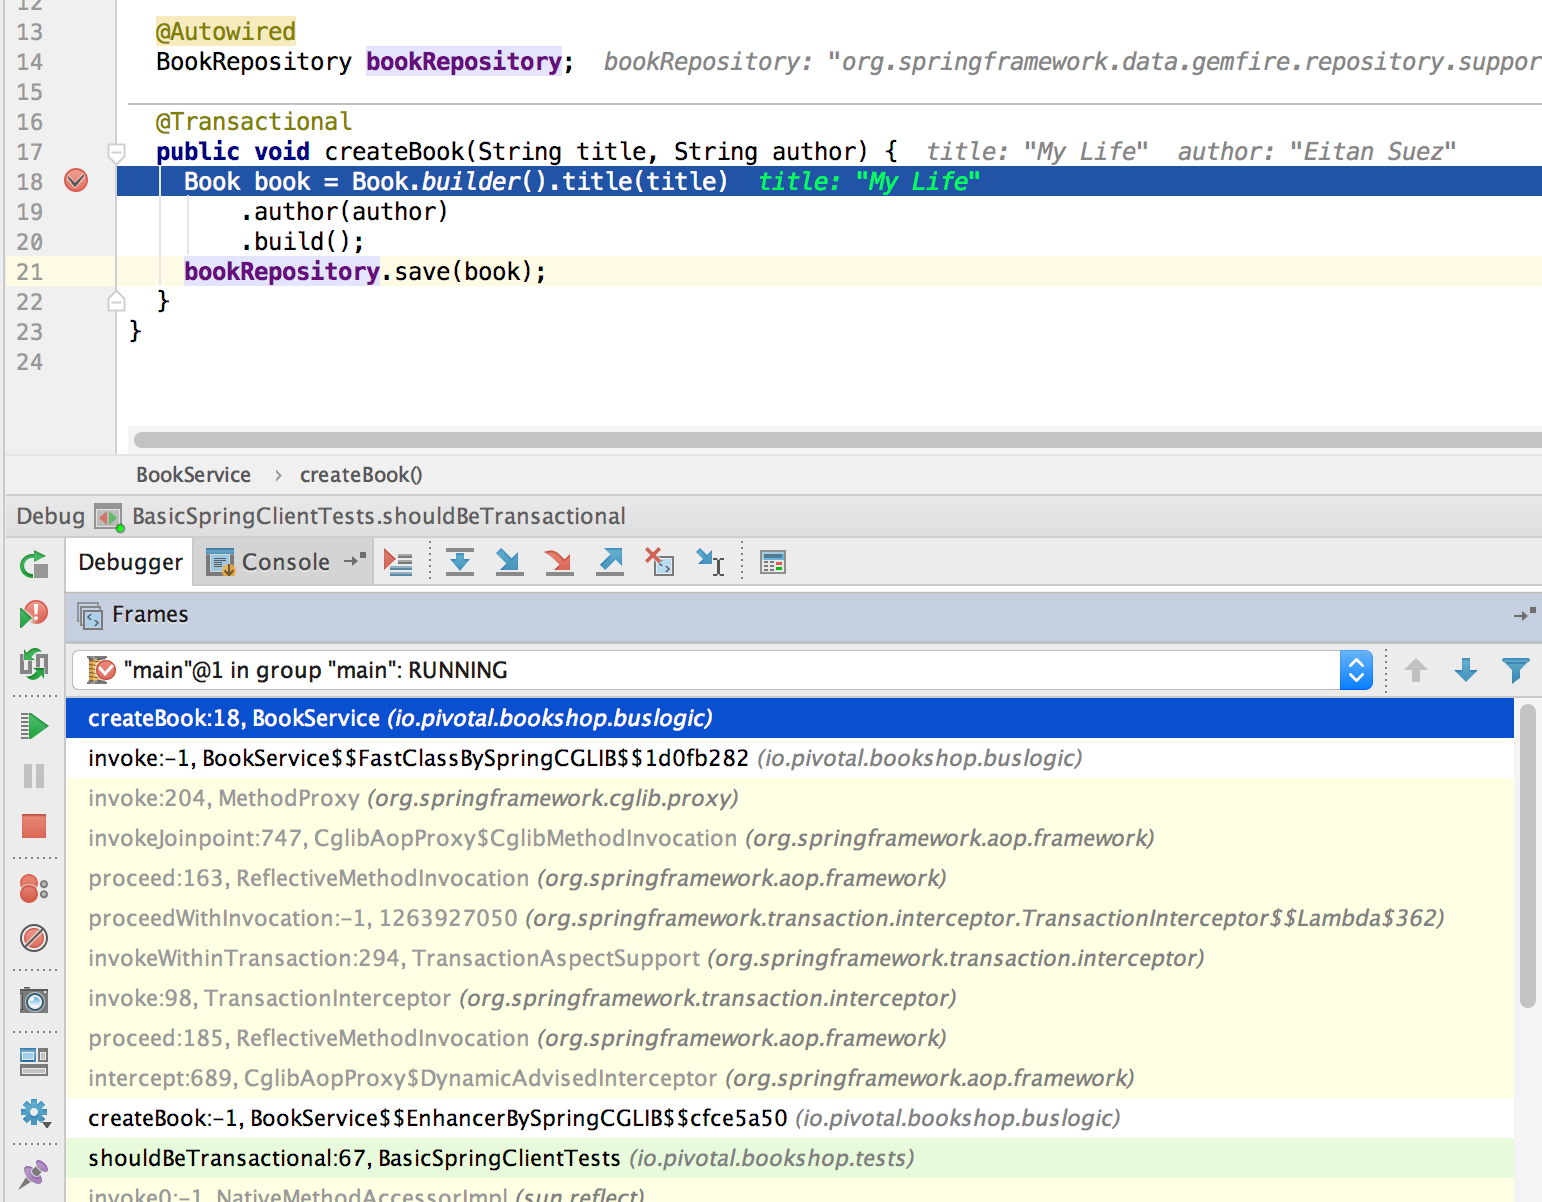 12
13 @Autowired
14 BookRepository bookRepository; bookRepository: "org.springframework.data.gemfire.repository.suppor
15
16 @Transactional
17 public void createBook(String title, String author) { title: "My Life" author: "Eitan Suez"
18 Book book = Book.builder().title(title) title: "My Life"
19 .author(author)
20 .build();
21 bookRepository.save(book);
22 }
23 }
24
BookService › createBook()
Debug BasicSpringClientTests.shouldBeTransactional
Debugger Console
Frames
"main"@1 in group "main": RUNNING
createBook:18, BookService (io.pivotal.bookshop.buslogic)
invoke:-1, BookService$$FastClassBySpringCGLIB$$1d0fb282 (io.pivotal.bookshop.buslogic)
invoke:204, MethodProxy (org.springframework.cglib.proxy)
invokeJoinpoint:747, CglibAopProxy$CglibMethodInvocation (org.springframework.aop.framework)
proceed:163, ReflectiveMethodInvocation (org.springframework.aop.framework)
proceedWithInvocation:-1, 1263927050 (org.springframework.transaction.interceptor.TransactionInterceptor$$Lambda$362)
invokeWithinTransaction:294, TransactionAspectSupport (org.springframework.transaction.interceptor)
invoke:98, TransactionInterceptor (org.springframework.transaction.interceptor)
proceed:185, ReflectiveMethodInvocation (org.springframework.aop.framework)
intercept:689, CglibAopProxy$DynamicAdvisedInterceptor (org.springframework.aop.framework)
createBook:-1, BookService$$EnhancerBySpringCGLIB$$cfce5a50 (io.pivotal.bookshop.buslogic)
shouldBeTransactional:67, BasicSpringClientTests (io.pivotal.bookshop.tests)
invoke0:-1, NativeMethodAccessorImpl (sun.reflect)